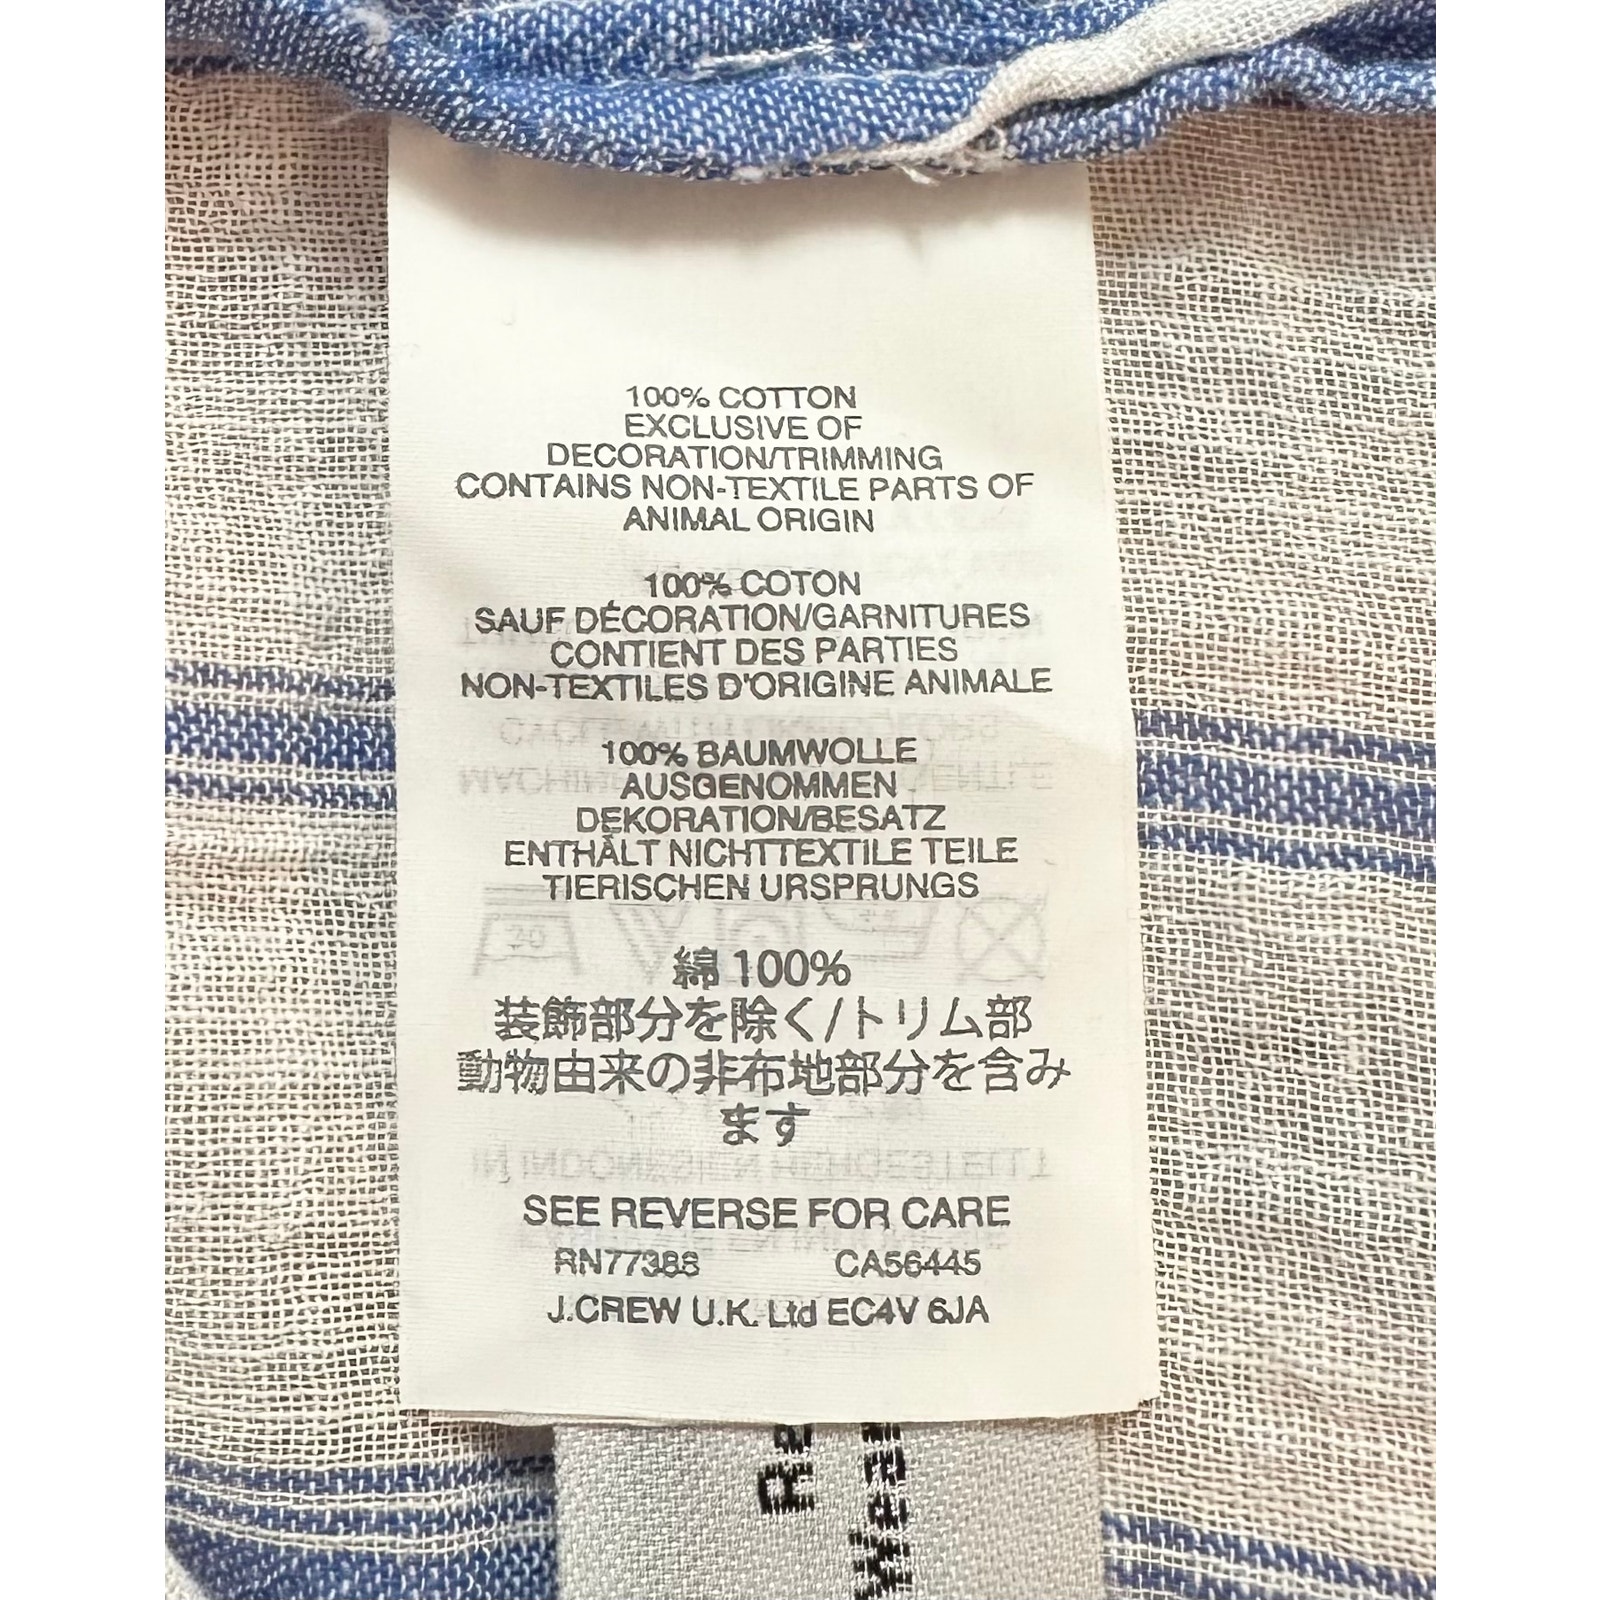 100% COTTON
EXCLUSIVE OF
DECORATION/TRIMMING
CONTAINS NON-TEXTILE PARTS OF
ANIMAL ORIGIN
100% COTON
SAUF DÉCORATION/GARNITURES
CONTIENT DES PARTIES
NON-TEXTILES D'ORIGINE ANIMALE
100% BAUMWOLLE
AUSGENOMMEN
DEKORATION/BESATZ
ENTHÄLT NICHTTEXTILE TEILE
TIERISCHEN URSPRUNGS
綿 100%
装飾部分を除く/トリム部
動物由来の非布地部分を含み
ます
SEE REVERSE FOR CARE
RN77388 CA56445
J.CREW U.K. Ltd EC4V 6JA